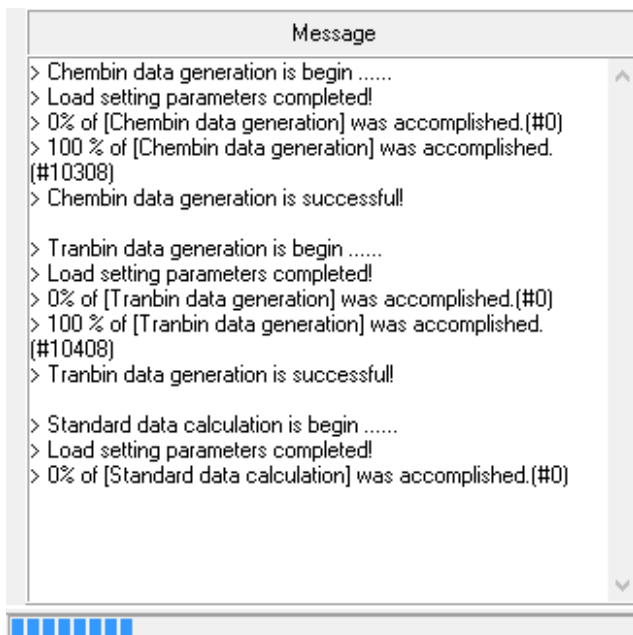 Message
> Chembin data generation is begin ......
> Load setting parameters completed!
> 0% of [Chembin data generation] was accomplished.(#0)
> 100 % of [Chembin data generation] was accomplished.
(#10308)
> Chembin data generation is successful!
> Tranbin data generation is begin ......
> Load setting parameters completed!
> 0% of [Tranbin data generation] was accomplished.(#0)
> 100 % of [Tranbin data generation] was accomplished.
(#10408)
> Tranbin data generation is successful!
> Standard data calculation is begin ......
> Load setting parameters completed!
> 0% of [Standard data calculation] was accomplished.(#0)